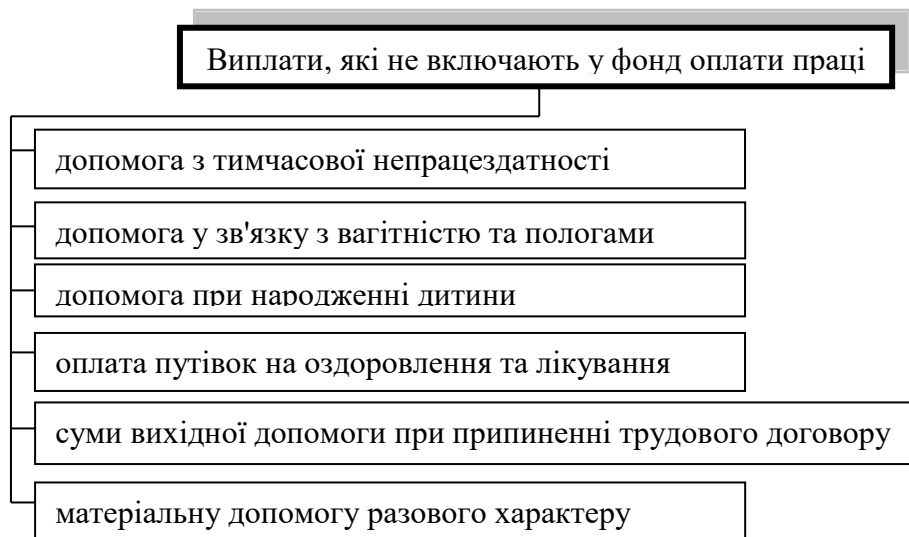 Виплати, які не включають у фонд оплати праці
допомога з тимчасової непрацездатності
допомога у зв'язку з вагітністю та пологами
допомога при народженні дитини
оплата путівок на оздоровлення та лікування
суми вихідної допомоги при припиненні трудового договору
матеріальну допомогу разового характеру